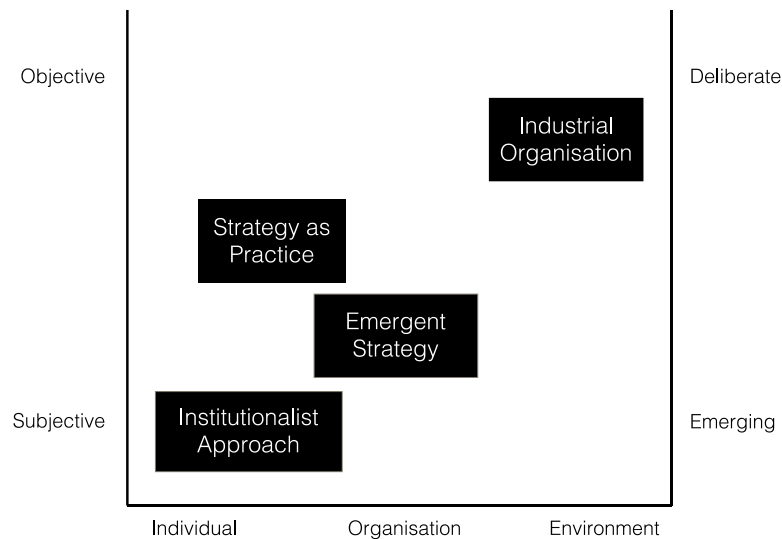 Objective
Deliberate
Industrial
Organisation
Strategy as
Practice
Emergent
Strategy
Subjective
Institutionalist
Approach
Emerging
Individual
Organisation
Environment